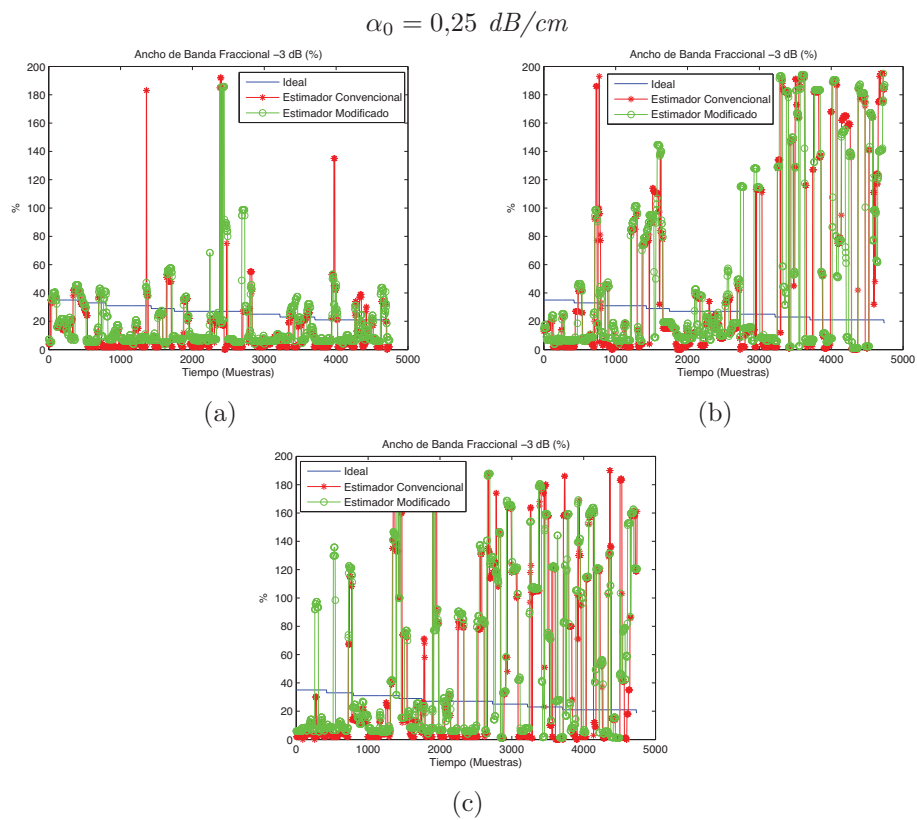 α₀ = 0,25 dB/cm
Ancho de Banda Fraccional −3 dB (%)
200
180
160
140
120
100
80
60
40
20
0
%
Ideal
Estimador Convencional
Estimador Modificado
0
1000
2000
3000
4000
5000
Tiempo (Muestras)
(a)
Ancho de Banda Fraccional −3 dB (%)
200
180
160
140
120
100
80
60
40
20
0
%
Ideal
Estimador Convencional
Estimador Modificado
0
1000
2000
3000
4000
5000
Tiempo (Muestras)
(b)
Ancho de Banda Fraccional −3 dB (%)
200
180
160
140
120
100
80
60
40
20
0
%
Ideal
Estimador Convencional
Estimador Modificado
0
1000
2000
3000
4000
5000
Tiempo (Muestras)
(c)